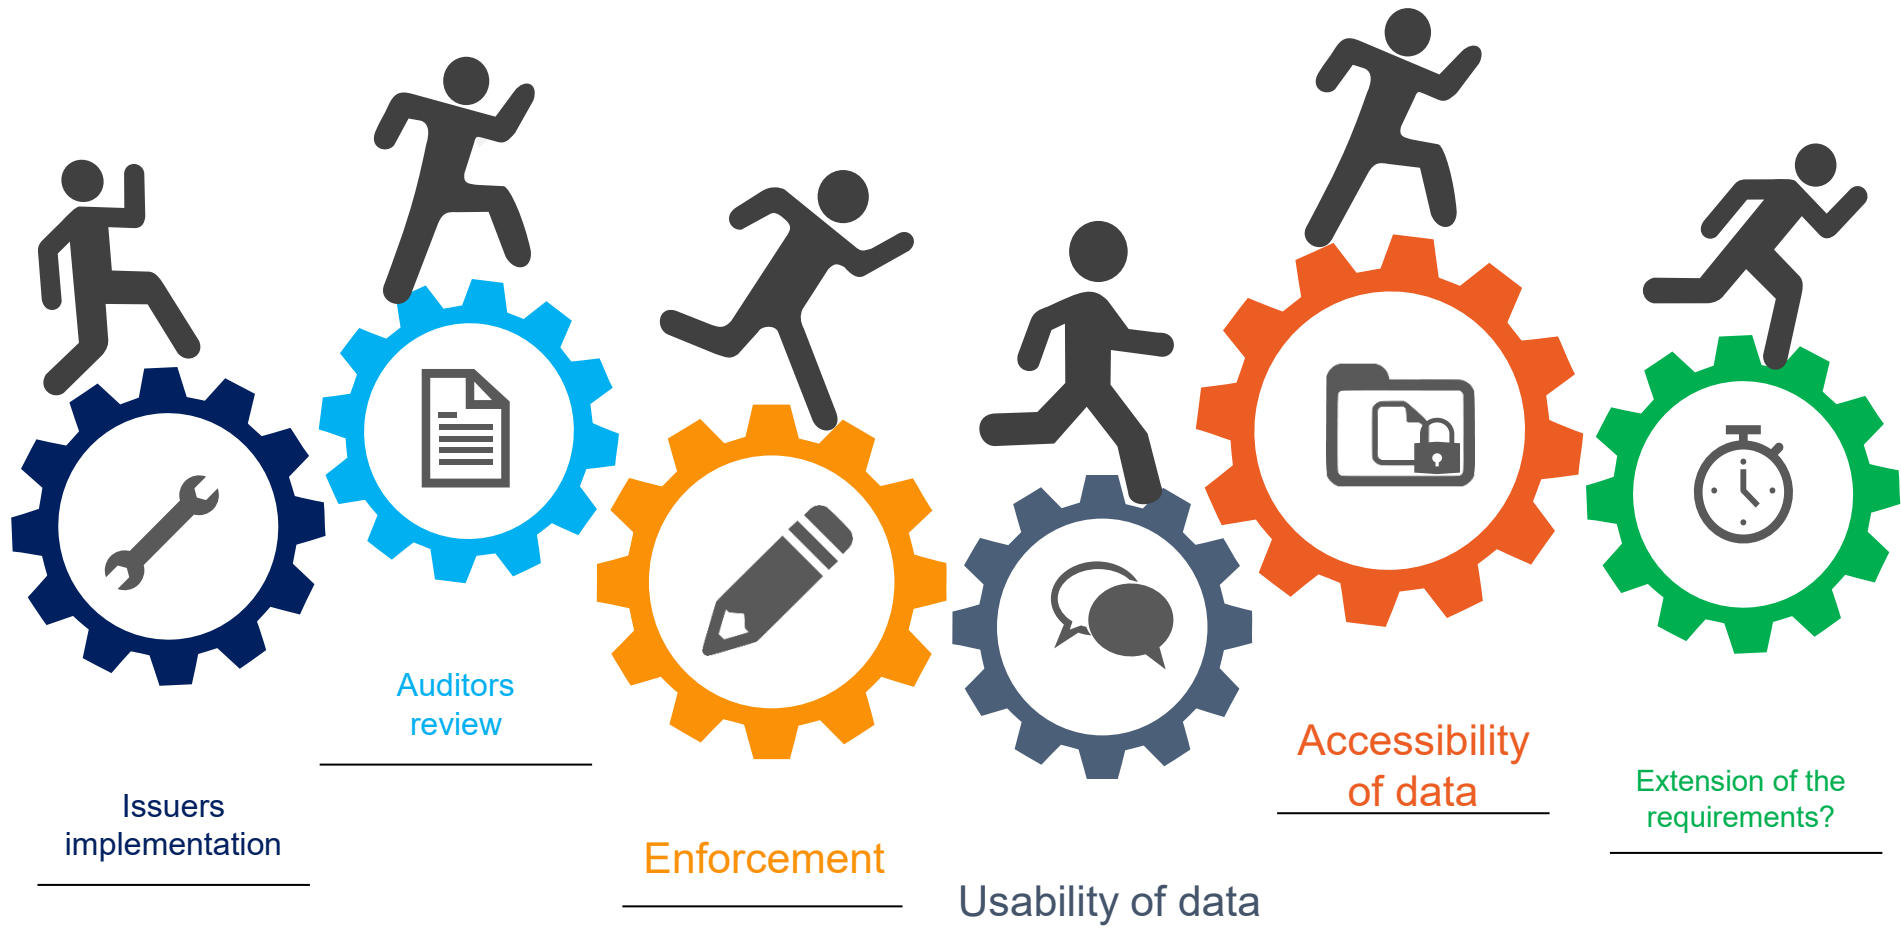 Issuers
implementation
Auditors
review
Enforcement
Usability of data
Accessibility
of data
Extension of the
requirements?